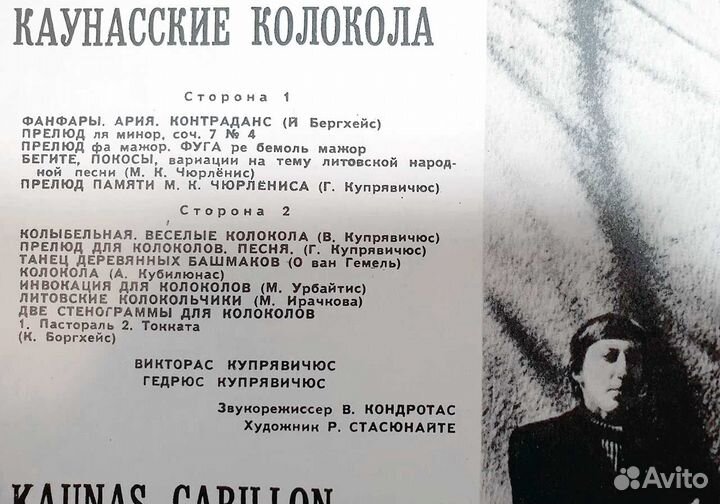 КАУНАССКИЕ КОЛОКОЛА
Сторона 1
ФАНФАРЫ. АРИЯ. КОНТРАДАНС (Й Бергхейс)
ПРЕЛЮД ля минор, соч. 7 № 4
ПРЕЛЮД фа мажор. ФУГА ре бемоль мажор
БЕГИТЕ, ПОКОСЫ, вариации на тему литовской народ-
ной песни (М. К. Чюрлёнис)
ПРЕЛЮД ПАМЯТИ М. К. ЧЮРЛЁНИСА (Г. Купрявичюс)
Сторона 2
КОЛЫБЕЛЬНАЯ. ВЕСЕЛЫЕ КОЛОКОЛА (В. Купрявичюс)
ПРЕЛЮД ДЛЯ КОЛОКОЛОВ. ПЕСНЯ. (Г. Купрявичюс)
ТАНЕЦ ДЕРЕВЯННЫХ БАШМАКОВ (О ван Гемель)
КОЛОКОЛА (А. Кубилюнас)
ИНВОКАЦИЯ ДЛЯ КОЛОКОЛОВ (М. Урбайтис)
ЛИТОВСКИЕ КОЛОКОЛЬЧИКИ (М. Ирачкова)
ДВЕ СТЕНОГРАММЫ ДЛЯ КОЛОКОЛОВ
1. Пастораль 2. Токката
(К. Боргхейс)
ВИКТОРАС КУПРЯВИЧЮС
ГЕДРЮС КУПРЯВИЧЮС
Звукорежиссер В. КОНДРОТАС
Художник Р. СТАСЮНАЙТЕ
KAUNAS CARILLON
Avito